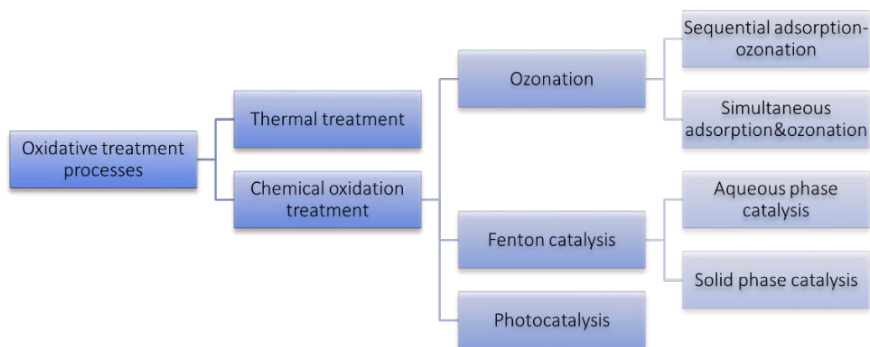 Oxidative treatment
processes
Thermal treatment
Chemical oxidation
treatment
Ozonation
Fenton catalysis
Photocatalysis
Sequential adsorption-
ozonation
Simultaneous
adsorption&ozonation
Aqueous phase
catalysis
Solid phase catalysis